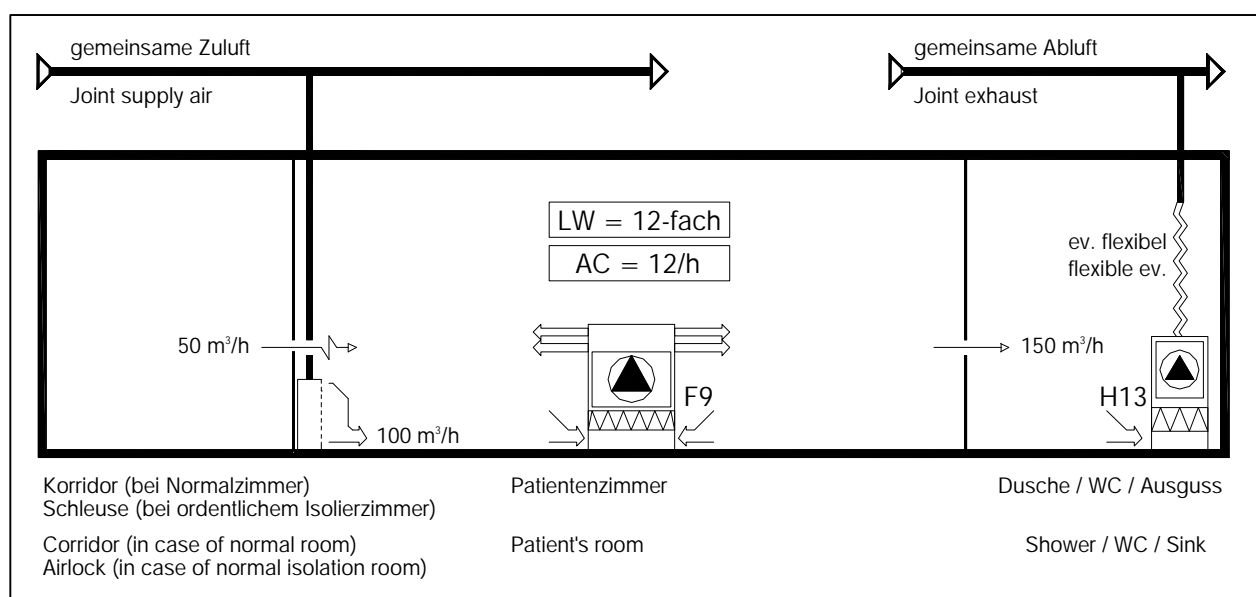 gemeinsame Zuluft
Joint supply air
gemeinsame Abluft
Joint exhaust
LW = 12-fach
AC = 12/h
ev. flexibel
flexible ev.
50 m³/h
100 m³/h
F9
150 m³/h
H13
Korridor (bei Normalzimmer)
Schleuse (bei ordentlichem Isolierzimmer)
Corridor (in case of normal room)
Airlock (in case of normal isolation room)
Patientenzimmer
Patient's room
Dusche / WC / Ausguss
Shower / WC / Sink